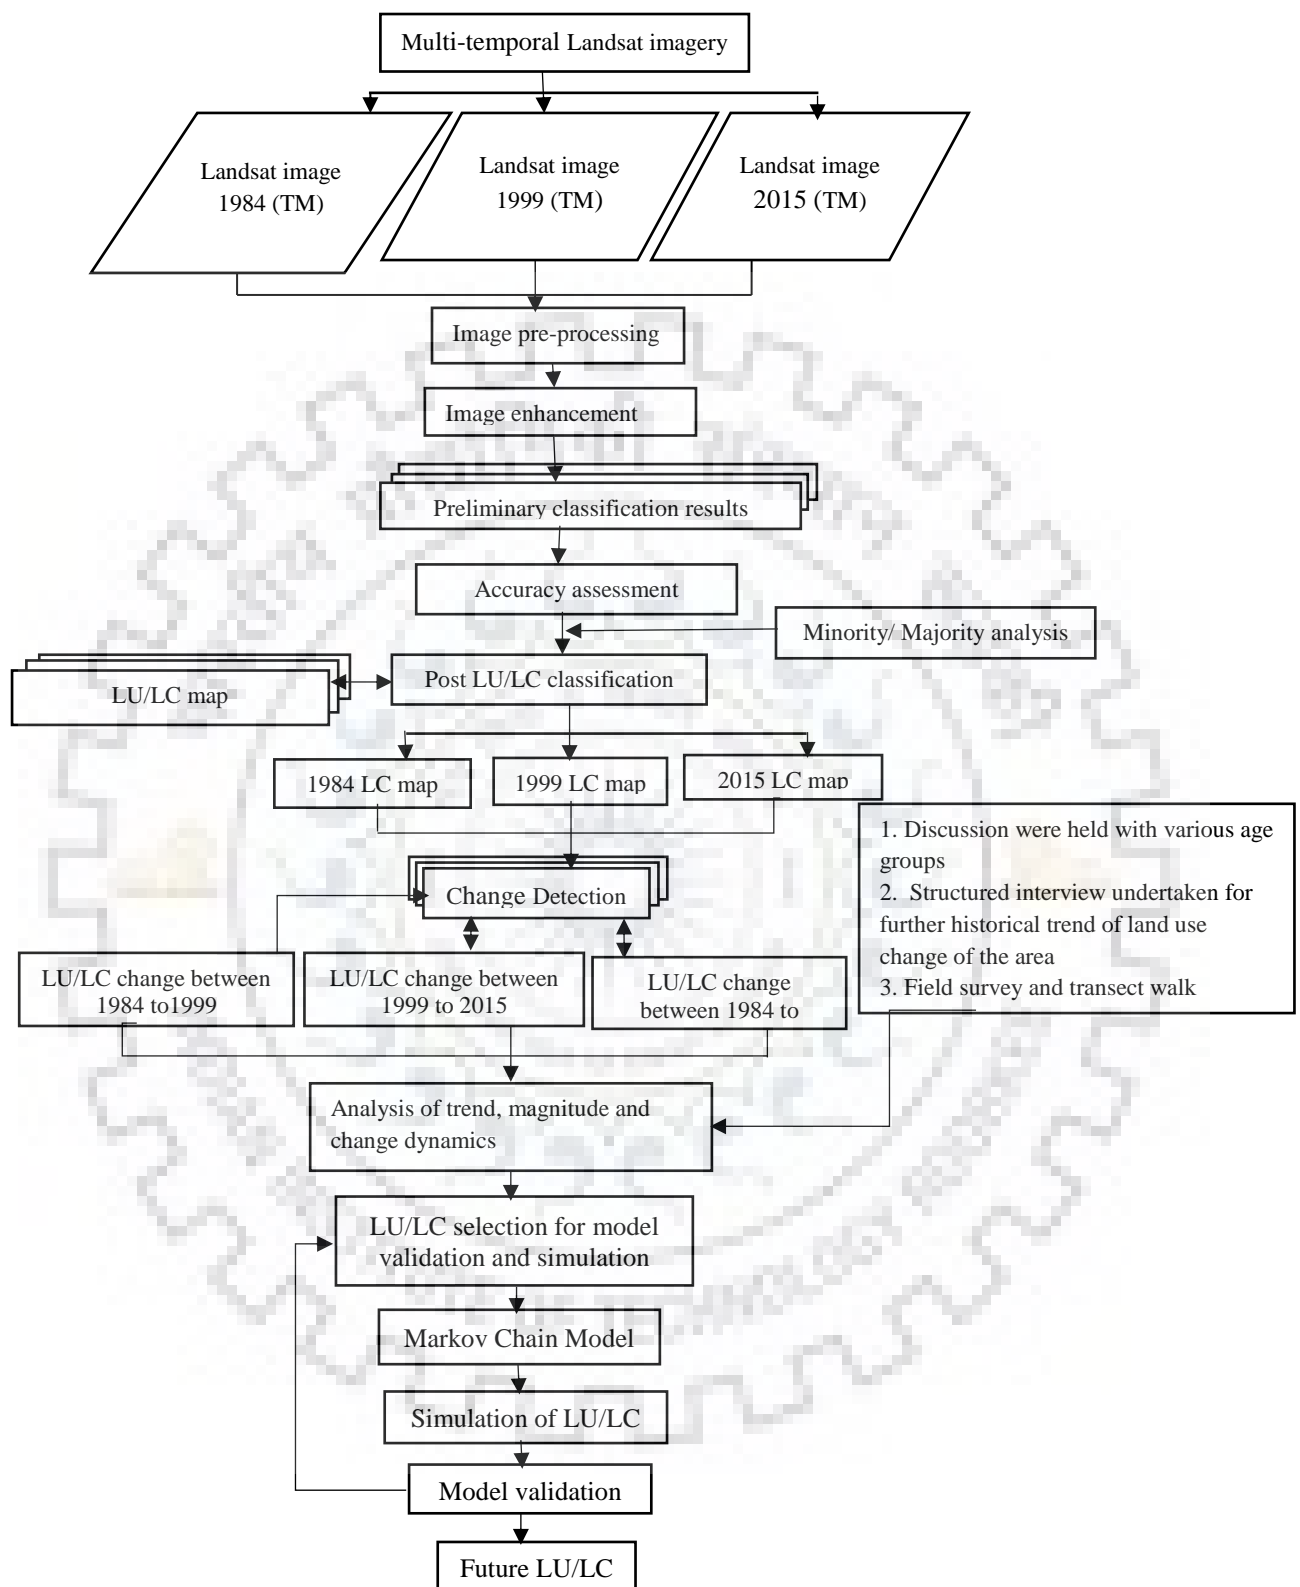 Multi-temporal Landsat imagery
Landsat image
1984 (TM)
Landsat image
1999 (TM)
Landsat image
2015 (TM)
Image pre-processing
Image enhancement
Preliminary classification results
Accuracy assessment
Minority/ Majority analysis
Post LU/LC classification
LU/LC map
1984 LC map
1999 LC map
2015 LC map
1. Discussion were held with various age
groups
2. Structured interview undertaken for
further historical trend of land use
change of the area
3. Field survey and transect walk
Change Detection
LU/LC change between
1984 to1999
LU/LC change between
1999 to 2015
LU/LC change
between 1984 to
Analysis of trend, magnitude and
change dynamics
LU/LC selection for model
validation and simulation
Markov Chain Model
Simulation of LU/LC
Model validation
Future LU/LC